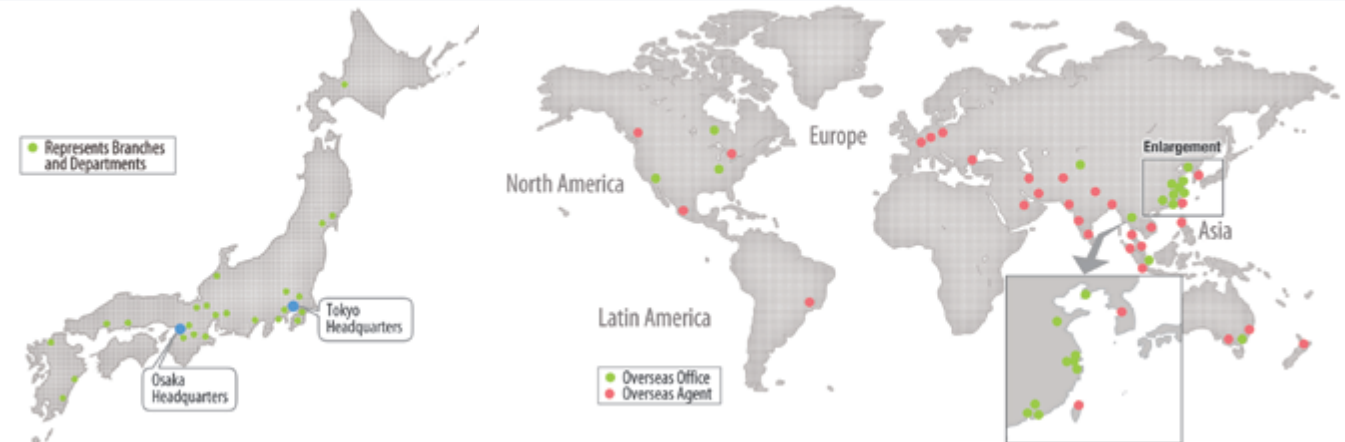 Represents Branches
and Departments
Tokyo
Headquarters
Osaka
Headquarters
North America
Europe
Enlargement
Asia
Latin America
Overseas Office
Overseas Agent